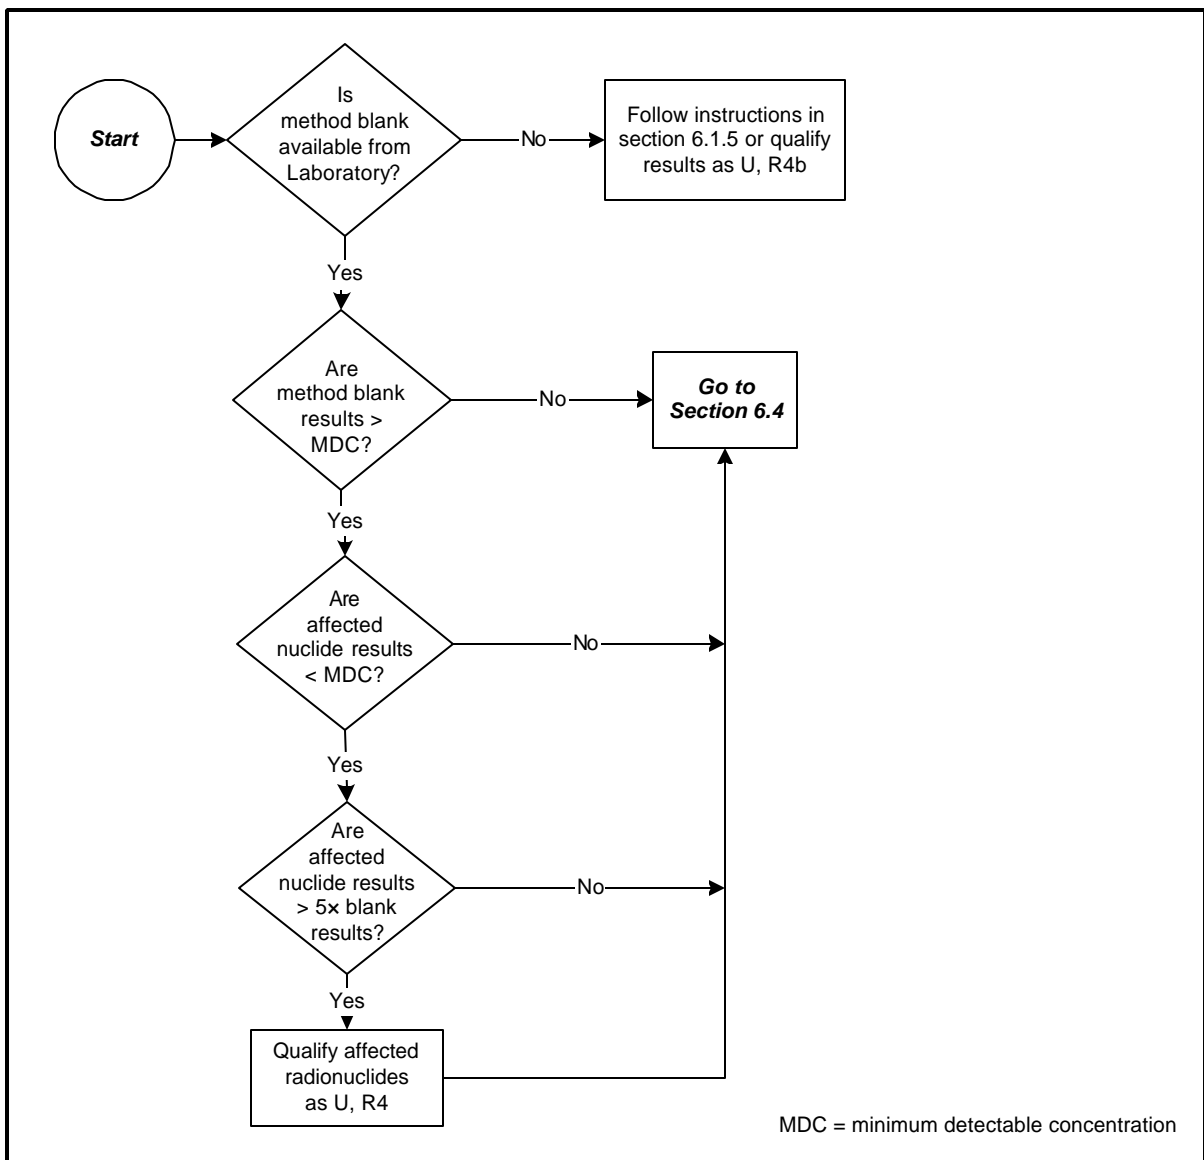 Start
Is
method blank
available from
Laboratory?
No
Follow instructions in
section 6.1.5 or qualify
results as U, R4b
Yes
Are
method blank
results >
MDC?
No
Go to
Section 6.4
Yes
Are
affected
nuclide results
< MDC?
No
Yes
Are
affected
nuclide results
> 5× blank
results?
No
Yes
Qualify affected
radionuclides
as U, R4
MDC = minimum detectable concentration